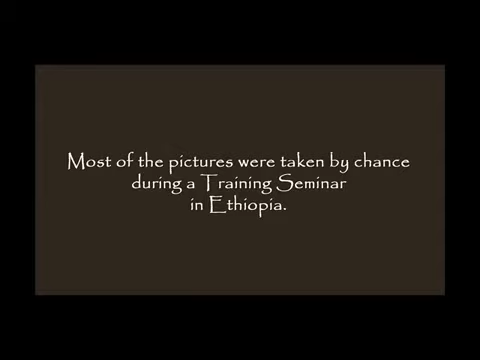 Most of the pictures were taken by chance
during a Training Seminar
in Ethiopia.